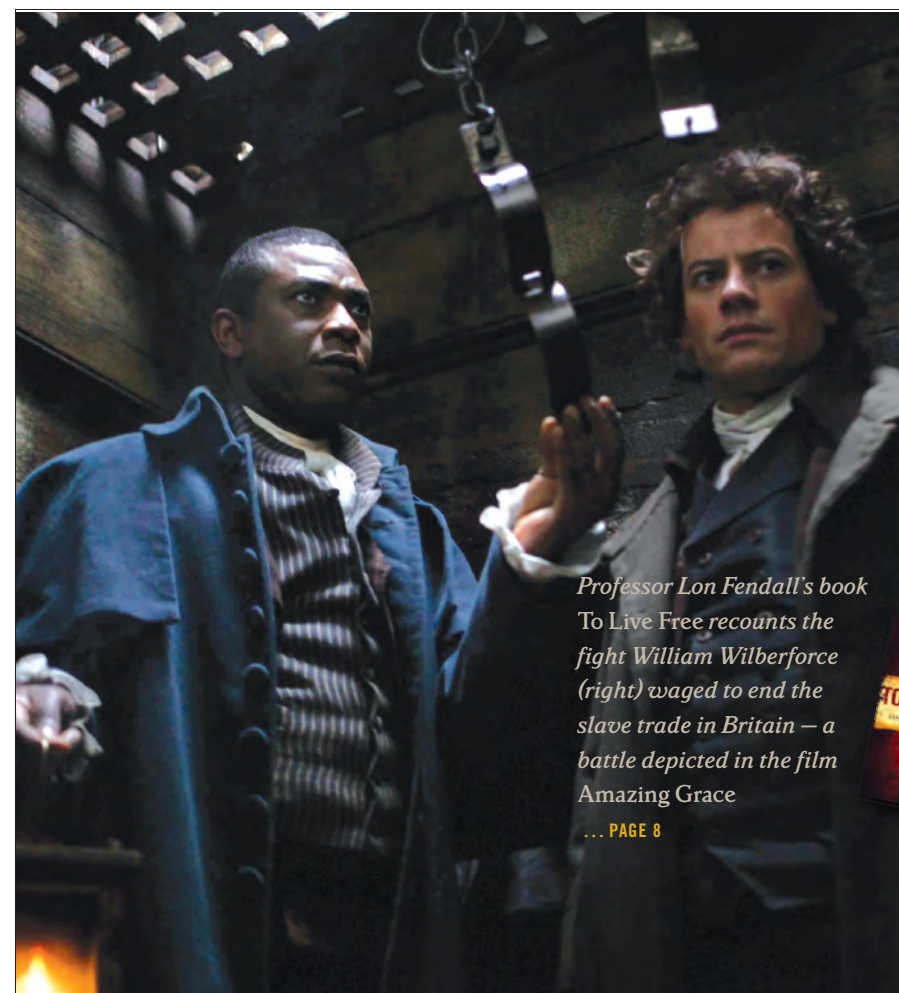 Professor Lon Fendall's book
To Live Free recounts the
fight William Wilberforce
(right) waged to end the
slave trade in Britain – a
battle depicted in the film
Amazing Grace
... PAGE 8